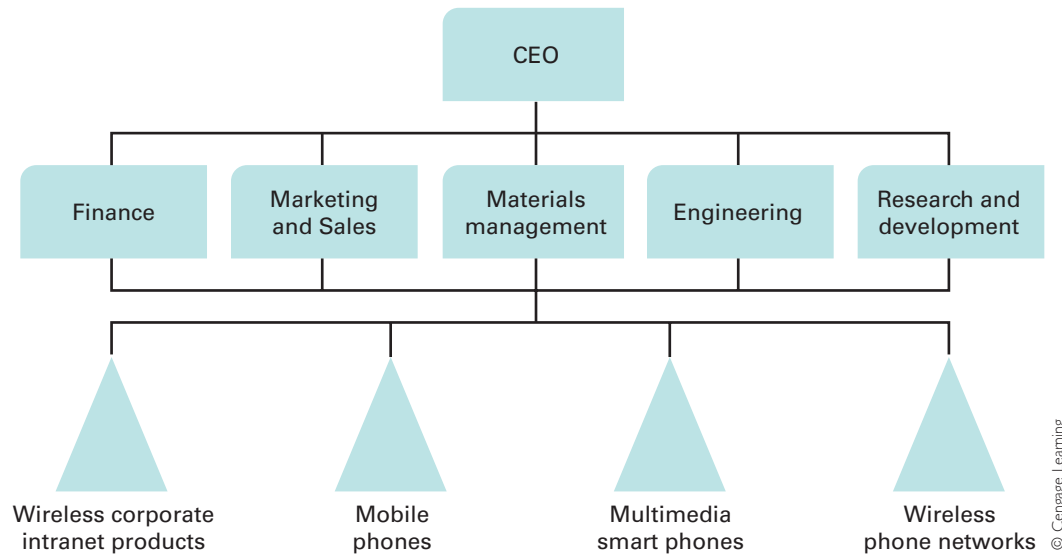 CEO
Finance
Marketing
and Sales
Materials
management
Engineering
Research and
development
Wireless corporate
intranet products
Mobile
phones
Multimedia
smart phones
Wireless
phone networks
© Cengage Learning